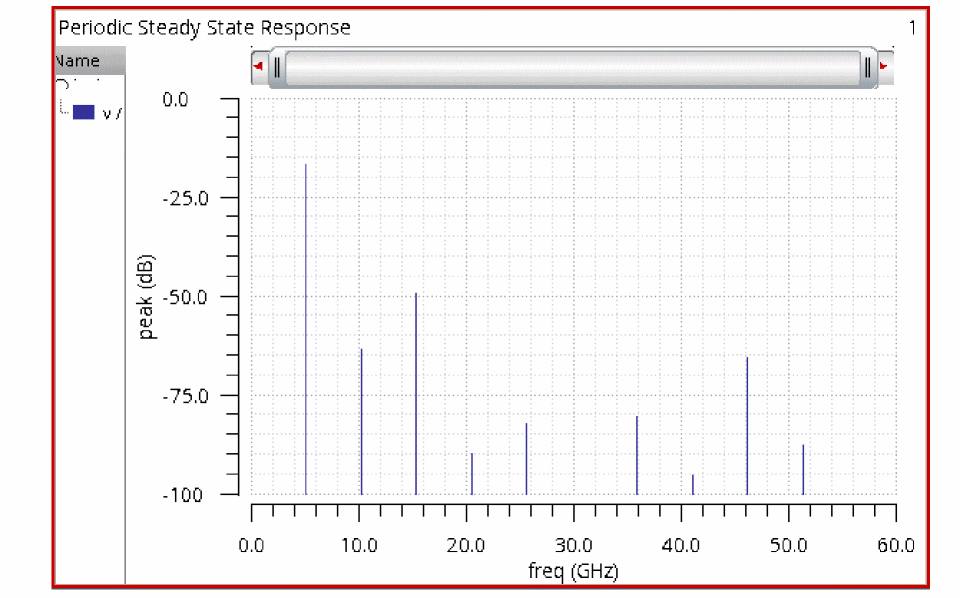 Periodic Steady State Response 1
Name
v /
0.0
-25.0
-50.0
-75.0
-100
peak (dB)
0.0 10.0 20.0 30.0 40.0 50.0 60.0
freq (GHz)